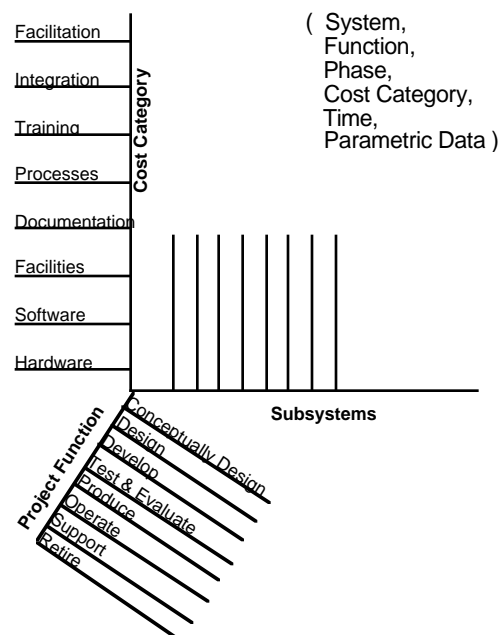 Facilitation
Integration
Training
Processes
Documentation
Facilities
Software
Hardware
Cost Category
( System,
Function,
Phase,
Cost Category,
Time,
Parametric Data )
Subsystems
Project Function
Conceptually Design
Design
Develop
Test & Evaluate
Produce
Operate
Support
Retire